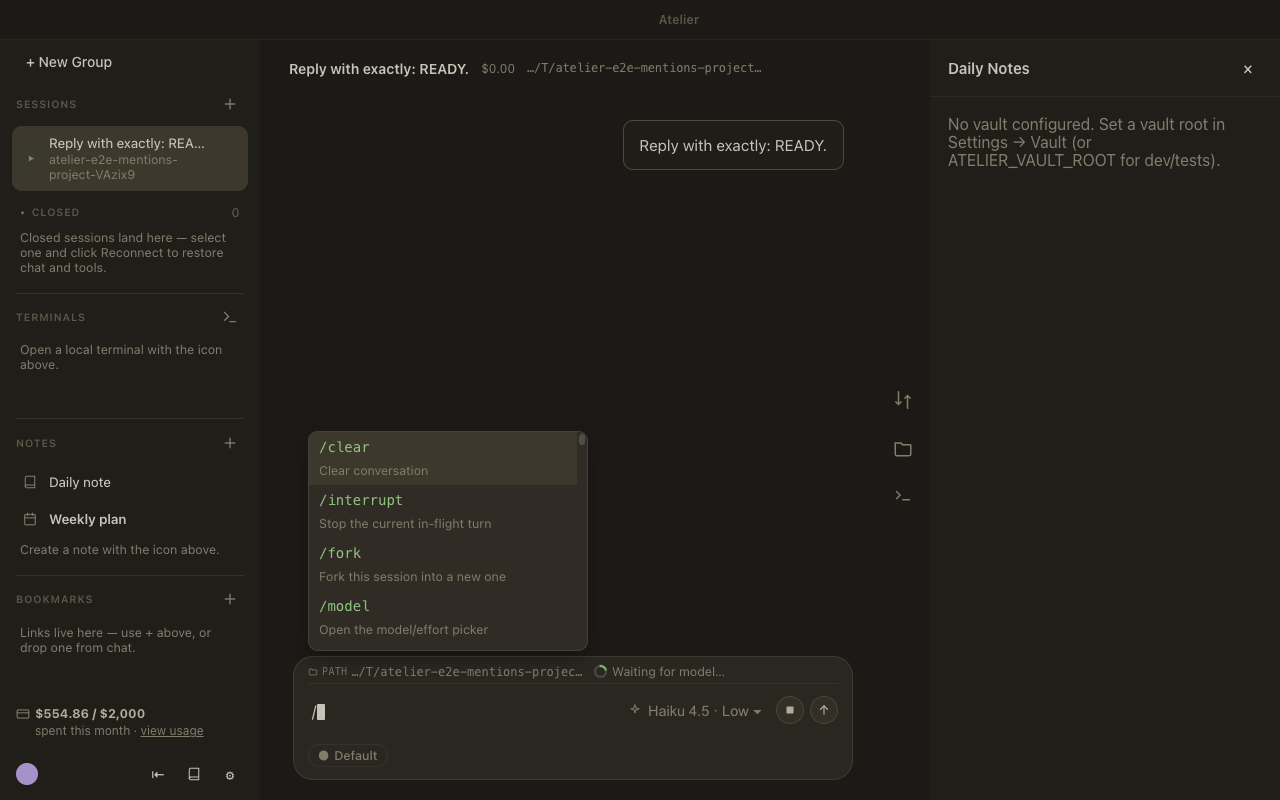 Atelier
+ New Group
SESSIONS
Reply with exactly: REA...
atelier-e2e-mentions-
project-VAzix9
CLOSED 0
Closed sessions land here — select
one and click Reconnect to restore
chat and tools.
TERMINALS
Open a local terminal with the icon
above.
NOTES
Daily note
Weekly plan
Create a note with the icon above.
BOOKMARKS
Links live here — use + above, or
drop one from chat.
$554.86 / $2,000
spent this month · view usage
Reply with exactly: READY. $0.00 …/T/atelier-e2e-mentions-project…
Reply with exactly: READY.
/clear
Clear conversation
/interrupt
Stop the current in-flight turn
/fork
Fork this session into a new one
/model
Open the model/effort picker
PATH …/T/atelier-e2e-mentions-projec… Waiting for model…
/ Haiku 4.5 · Low
Default
Daily Notes ×
No vault configured. Set a vault root in
Settings → Vault (or
ATELIER_VAULT_ROOT for dev/tests).